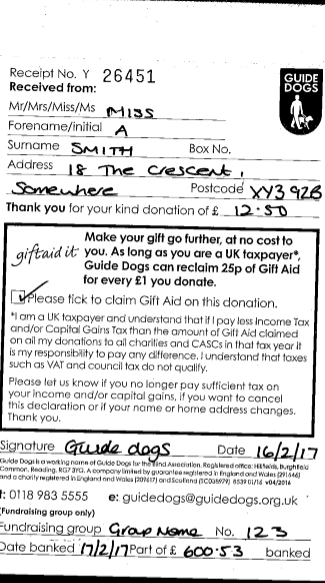 Receipt No. Y 26451
Received from:
GUIDE
DOGS
Mr/Mrs/Miss/Ms MISS
Forename/initial A
Surname SMITH Box No.
Address 18 The Crescent,
Somewhere Postcode XY3 9ZB
Thank you for your kind donation of £ 12.50
giftaid it
Make your gift go further, at no cost to
you. As long as you are a UK taxpayer*,
Guide Dogs can reclaim 25p of Gift Aid
for every £1 you donate.
Please tick to claim Gift Aid on this donation.
*I am a UK taxpayer and understand that if I pay less Income Tax
and/or Capital Gains Tax than the amount of Gift Aid claimed
on all my donations to all charities and CASCs in that tax year it
is my responsibility to pay any difference. I understand that taxes
such as VAT and council tax do not qualify.
Please let us know if you no longer pay sufficient tax on
your income and/or capital gains, if you want to cancel
this declaration or if your name or home address changes.
Thank you.
Signature Guide dogs Date 16/2/17
Guide Dogs is a working name of Guide Dogs for the Blind Association. Registered office: Hillfields, Burghfield
Common, Reading, RG7 3YG. A company limited by guarantee registered in England and Wales (291646)
and a charity registered in England and Wales (209617) and Scotland (SC038979) 8539 01/16 v04/2016
t: 0118 983 5555 e: guidedogs@guidedogs.org.uk
(Fundraising group only)
Fundraising group Group Name No. 123
Date banked 17/2/17 Part of £ 600.53 banked